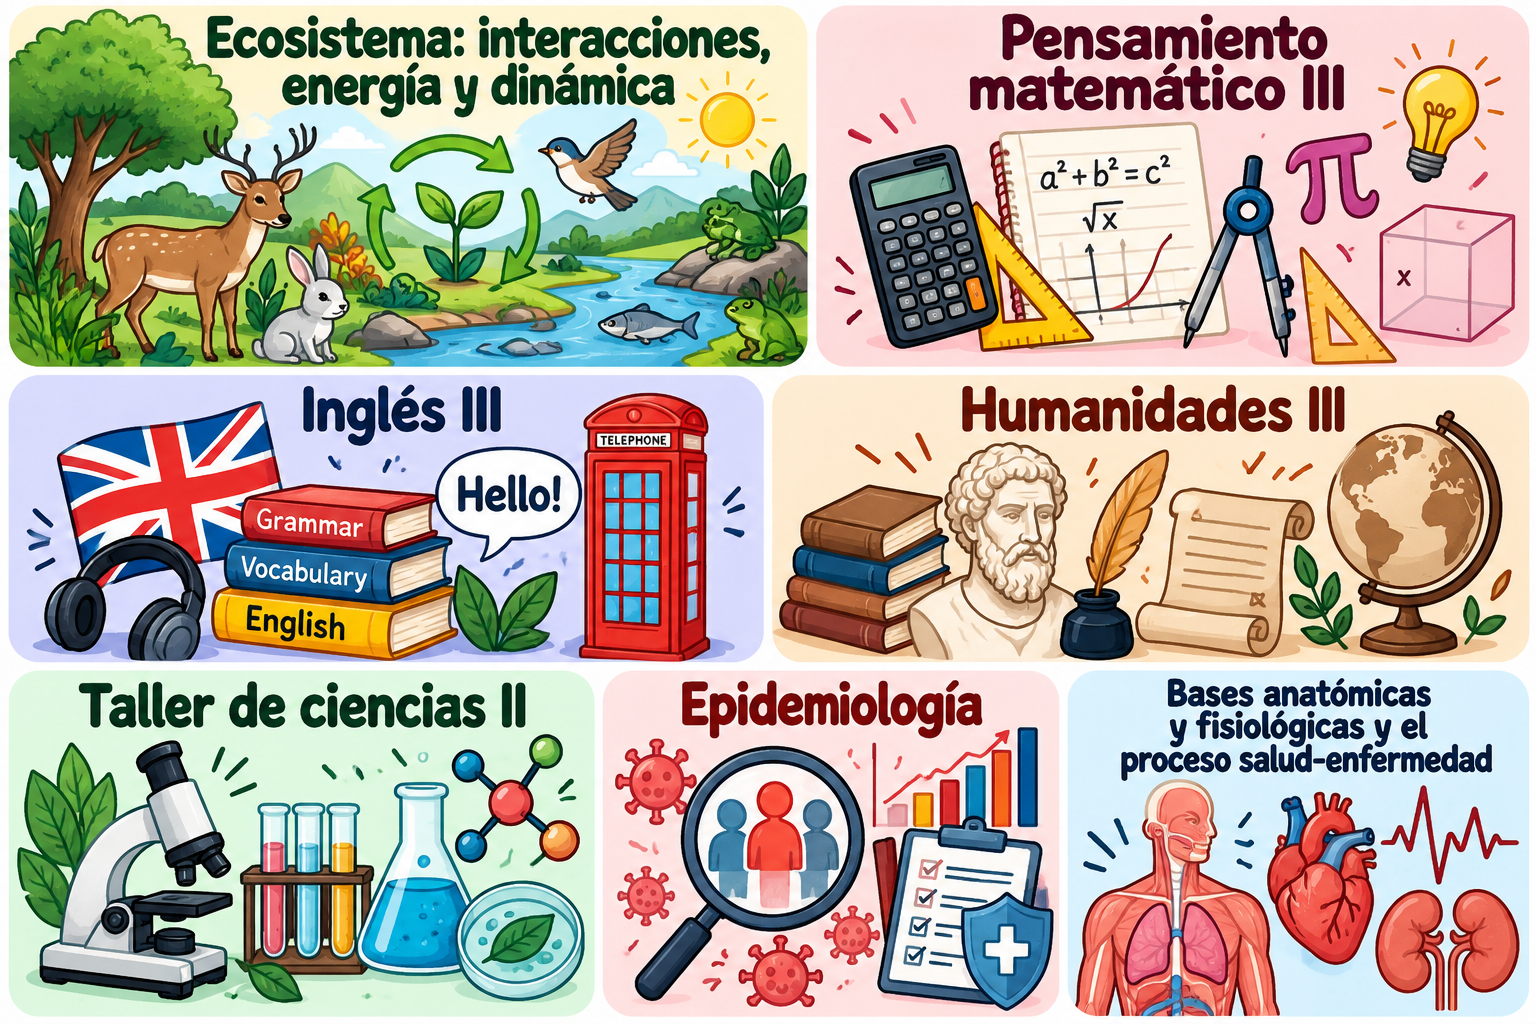 Ecosistema: interacciones,
energía y dinámica
Pensamiento
matemático III
a² + b² = c²
√x
π
x
Inglés III
TELEPHONE
Hello!
Grammar
Vocabulary
English
Humanidades III
Taller de ciencias II
Epidemiología
Bases anatómicas
y fisiológicas y el
proceso salud-enfermedad